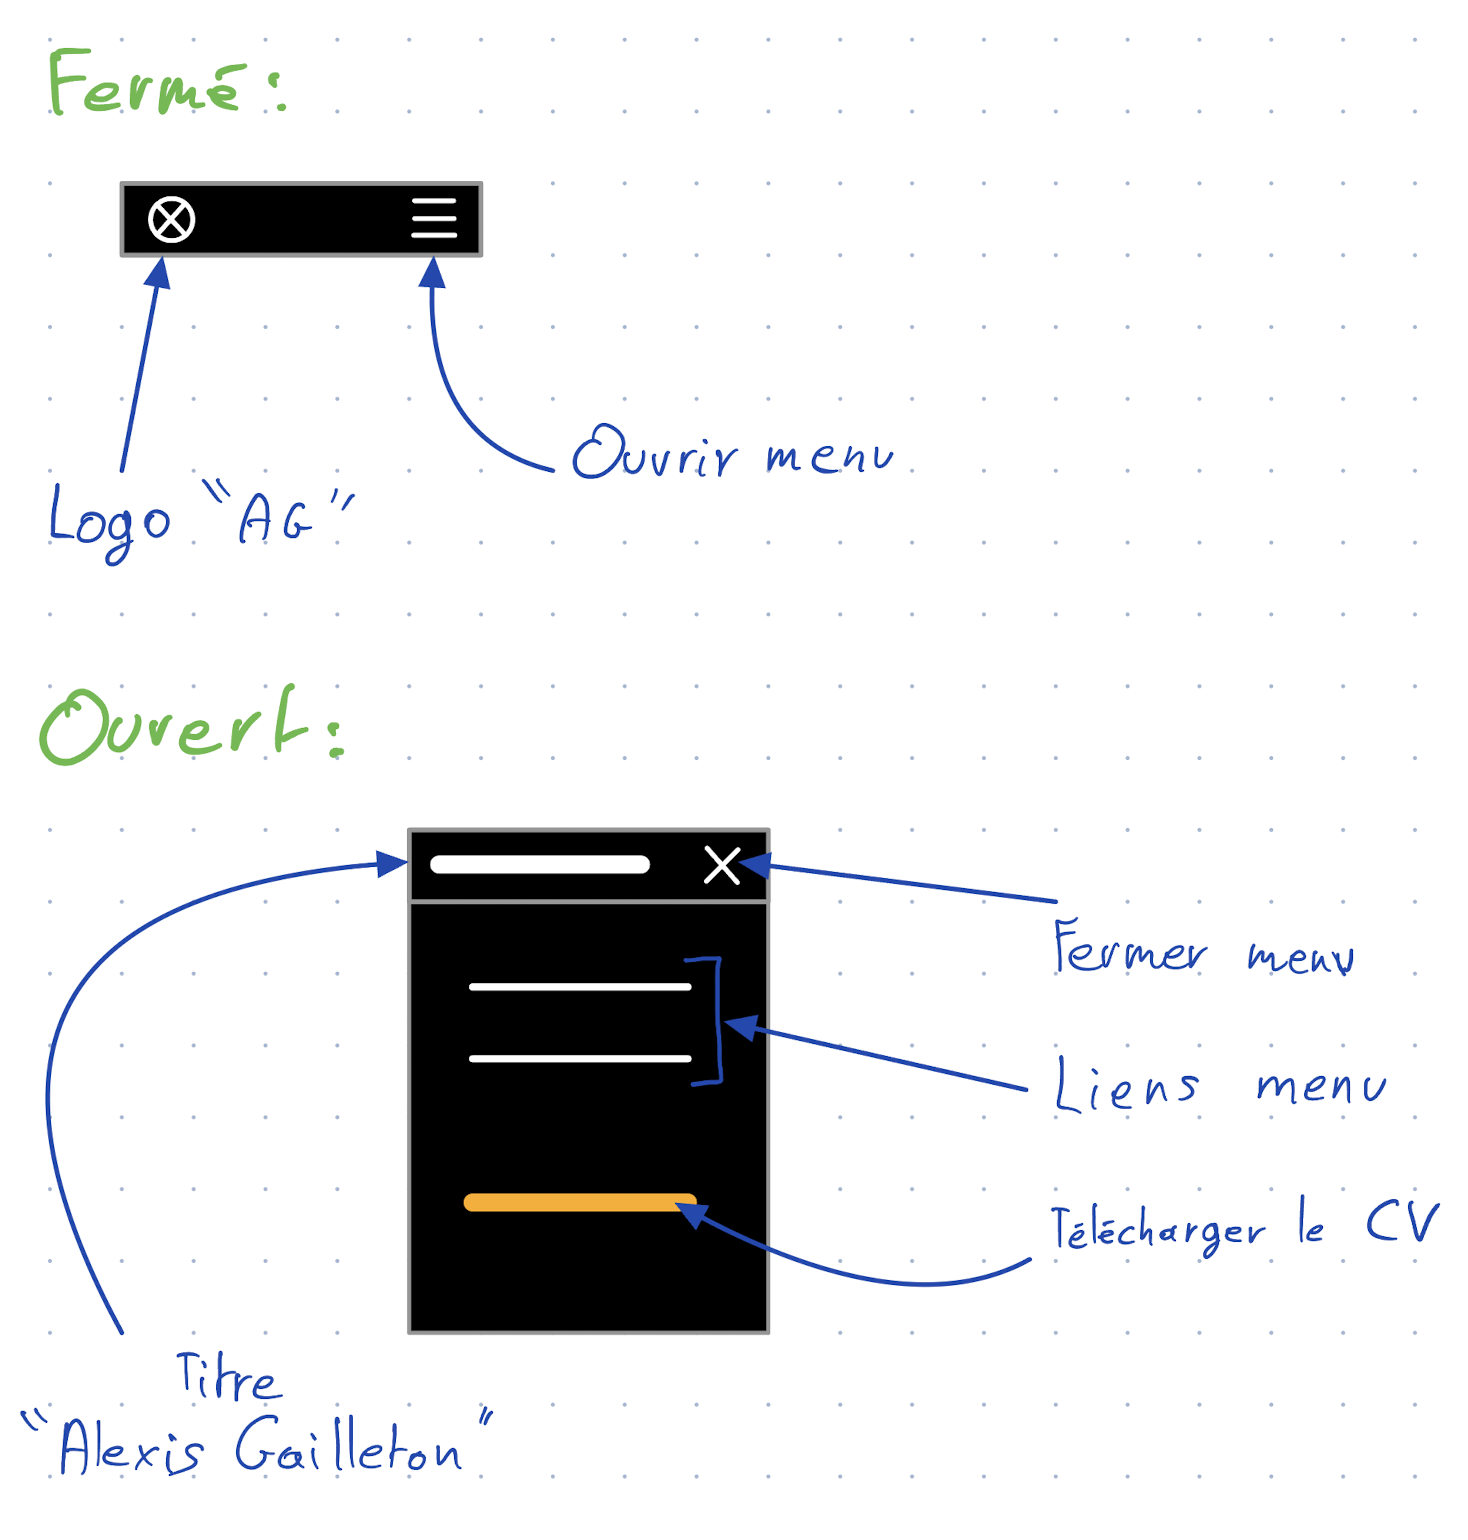 Fermé:
Ouvrir menu
Logo "AG"
Ouvert:
Fermer menu
Liens menu
Télécharger le CV
Titre
"Alexis Gailleton"